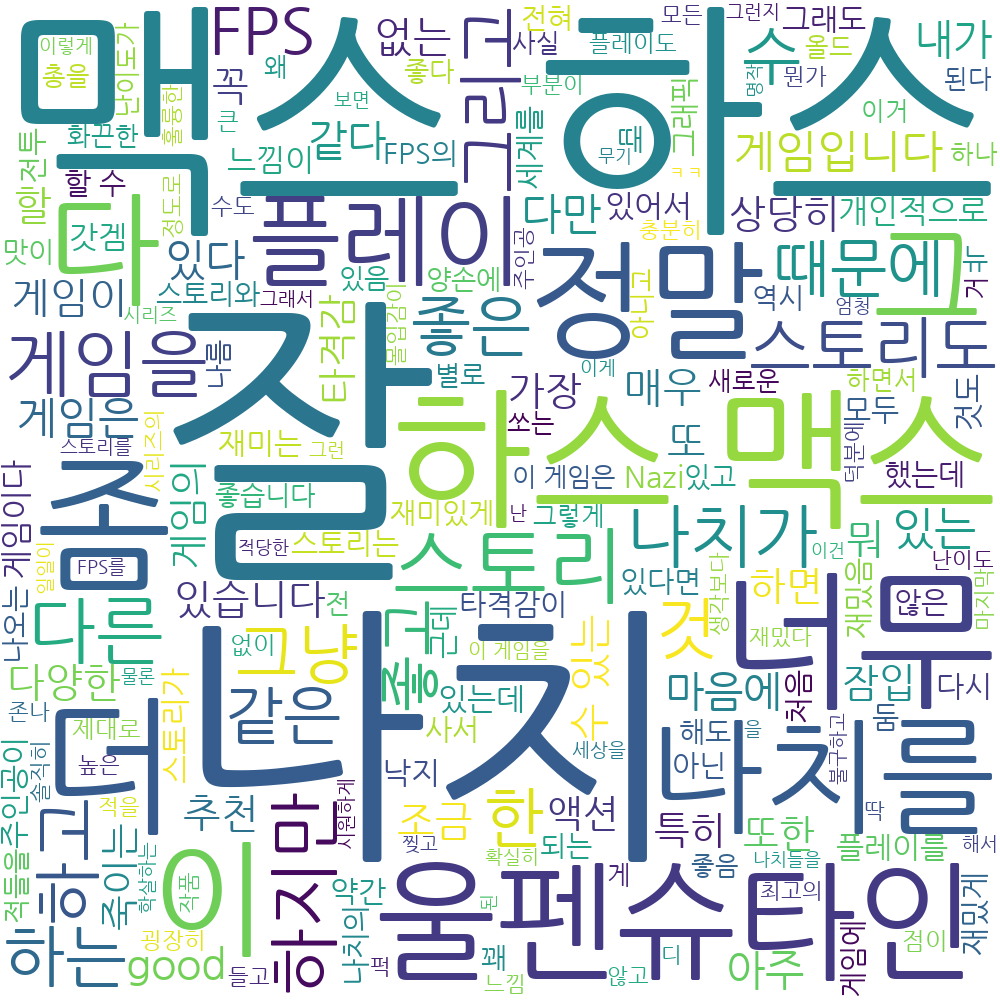 맥스 하스
FPS
없는
전혀
모든
그런지
그래도
내가
이렇게
총을
난이도가
왜
꼭
좋다
사실
플레이도
수
올드
뭔가
된다
명작
훌륭한
보면
부분이
그리고
큰
화끈한
전투
느낌이
같다
FPS의
세계를
때
무기
그래픽
이거
게임입니다
하나
ㅋㅋ
할 수
말
정도로
수도
맛이
갓겜
다
플레이
다만
있어서
상당히
개인적으로
충분히
주인공
있다
있음
양손에
게임이
스토리와
그래서
시리즈
타격감
몰입감이
좋은
정말
아니고
역시
때문에
그
뷰
거
엄청
스토리도
게임을
나름
잘
별로
가장
이게
매우
새로운
하면서
게임은
재미는
그런
하스 맥스
쏘는
또
모두
것도
스토리를
시리즈의
좀
게임의
좋습니다
재미있게
이 게임은
Nazi
있고
덕분에
했는데
난
그렇게
적당한
스토리는
스토리
나치가
이건
뭐
있는
FPS를
일일이
나오는
게임이다
있습니다
전
타격감이
있다면
생각보다
하면
난이도
않은
재밌음
마지막
다른
그냥
없이
근데
이 게임을
것
재밌다
너무
다양한
물론
스토리가
같은
좋고
있는데
수 있는
마음에
처음
잠입
다시
존나
제대로
사서
세상을
해도
을
둠
불구하고
솔직히
높은
더
나치
낙지
아닌
나치를
주인공이
적들을
적을
추천
시원하게
조금
한
액션
특히
또한
딱
하고
죽이는
학살하는
이
작품
하지만
찢고
확실히
되는
좋음
나치들을
플레이를
해서
하는
굉장히
약간
나치의
울펜슈타인
게
최고의
재밌게
good
들고
퍽
꽤
된
느낌
않고
디
아주
게임에
점이